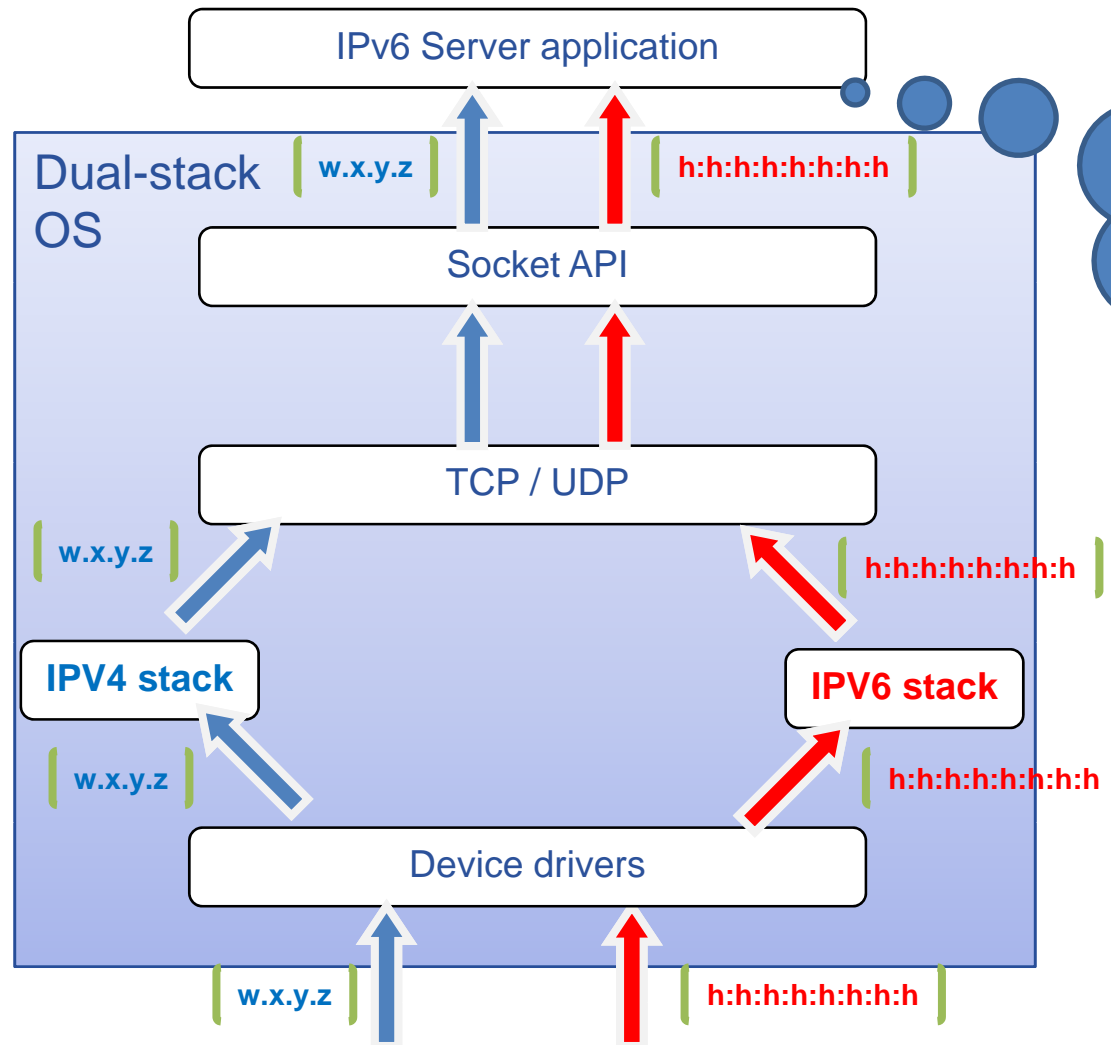 IPv6 Server application
Dual-stack
OS
w.x.y.z
h:h:h:h:h:h:h:h
Socket API
TCP / UDP
w.x.y.z
h:h:h:h:h:h:h:h
IPV4 stack
IPV6 stack
w.x.y.z
h:h:h:h:h:h:h:h
Device drivers
w.x.y.z
h:h:h:h:h:h:h:h